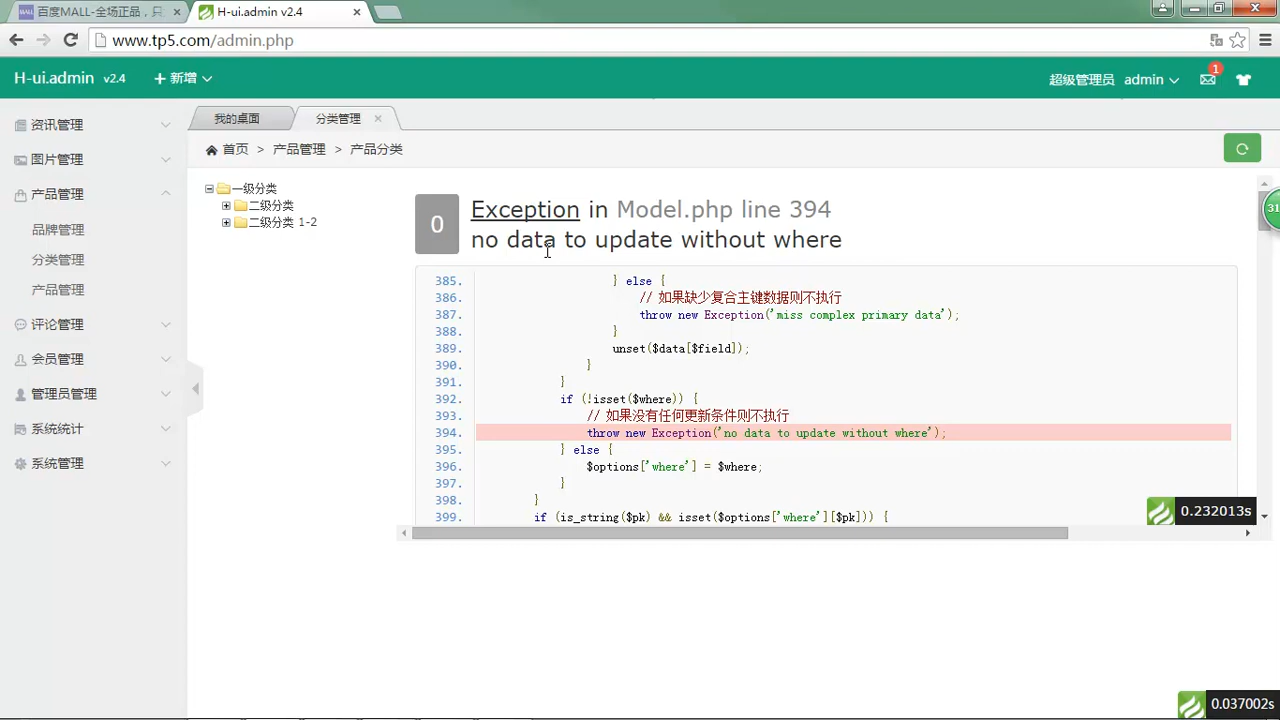 百度MALL-全场正品，只
H-ui.admin v2.4
www.tp5.com/admin.php
H-ui.admin v2.4
新增
超级管理员 admin
1
资讯管理
图片管理
产品管理
品牌管理
分类管理
产品管理
评论管理
会员管理
管理员管理
系统统计
系统管理
我的桌面
分类管理
首页 > 产品管理 > 产品分类
一级分类
二级分类
二级分类 1-2
31
0
Exception in Model.php line 394
no data to update without where
385. } else {
386. // 如果缺少复合主键数据则不执行
387. throw new Exception('miss complex primary data');
388. }
389. unset($data[$field]);
390. }
391. }
392. if (!isset($where)) {
393. // 如果没有任何更新条件则不执行
394. throw new Exception('no data to update without where');
395. } else {
396. $options['where'] = $where;
397. }
398. }
399. if (is_string($pk) && isset($options['where'][$pk])) {
0.232013s
0.037002s